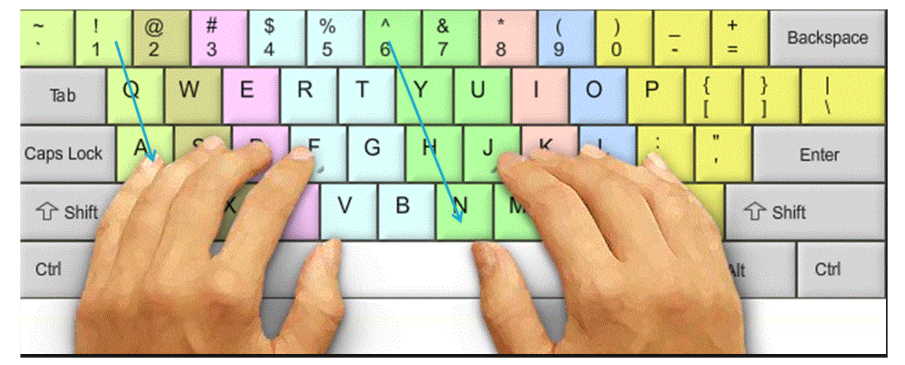 ~ ! @ # $ % ^ & * ( ) _ + Backspace
` 1 2 3 4 5 6 7 8 9 0 - =
Tab Q W E R T Y U I O P { } |
[ ] \
Caps Lock A S D F G H J K L : " Enter
'
Shift X V B N M Shift
Ctrl Alt Ctrl